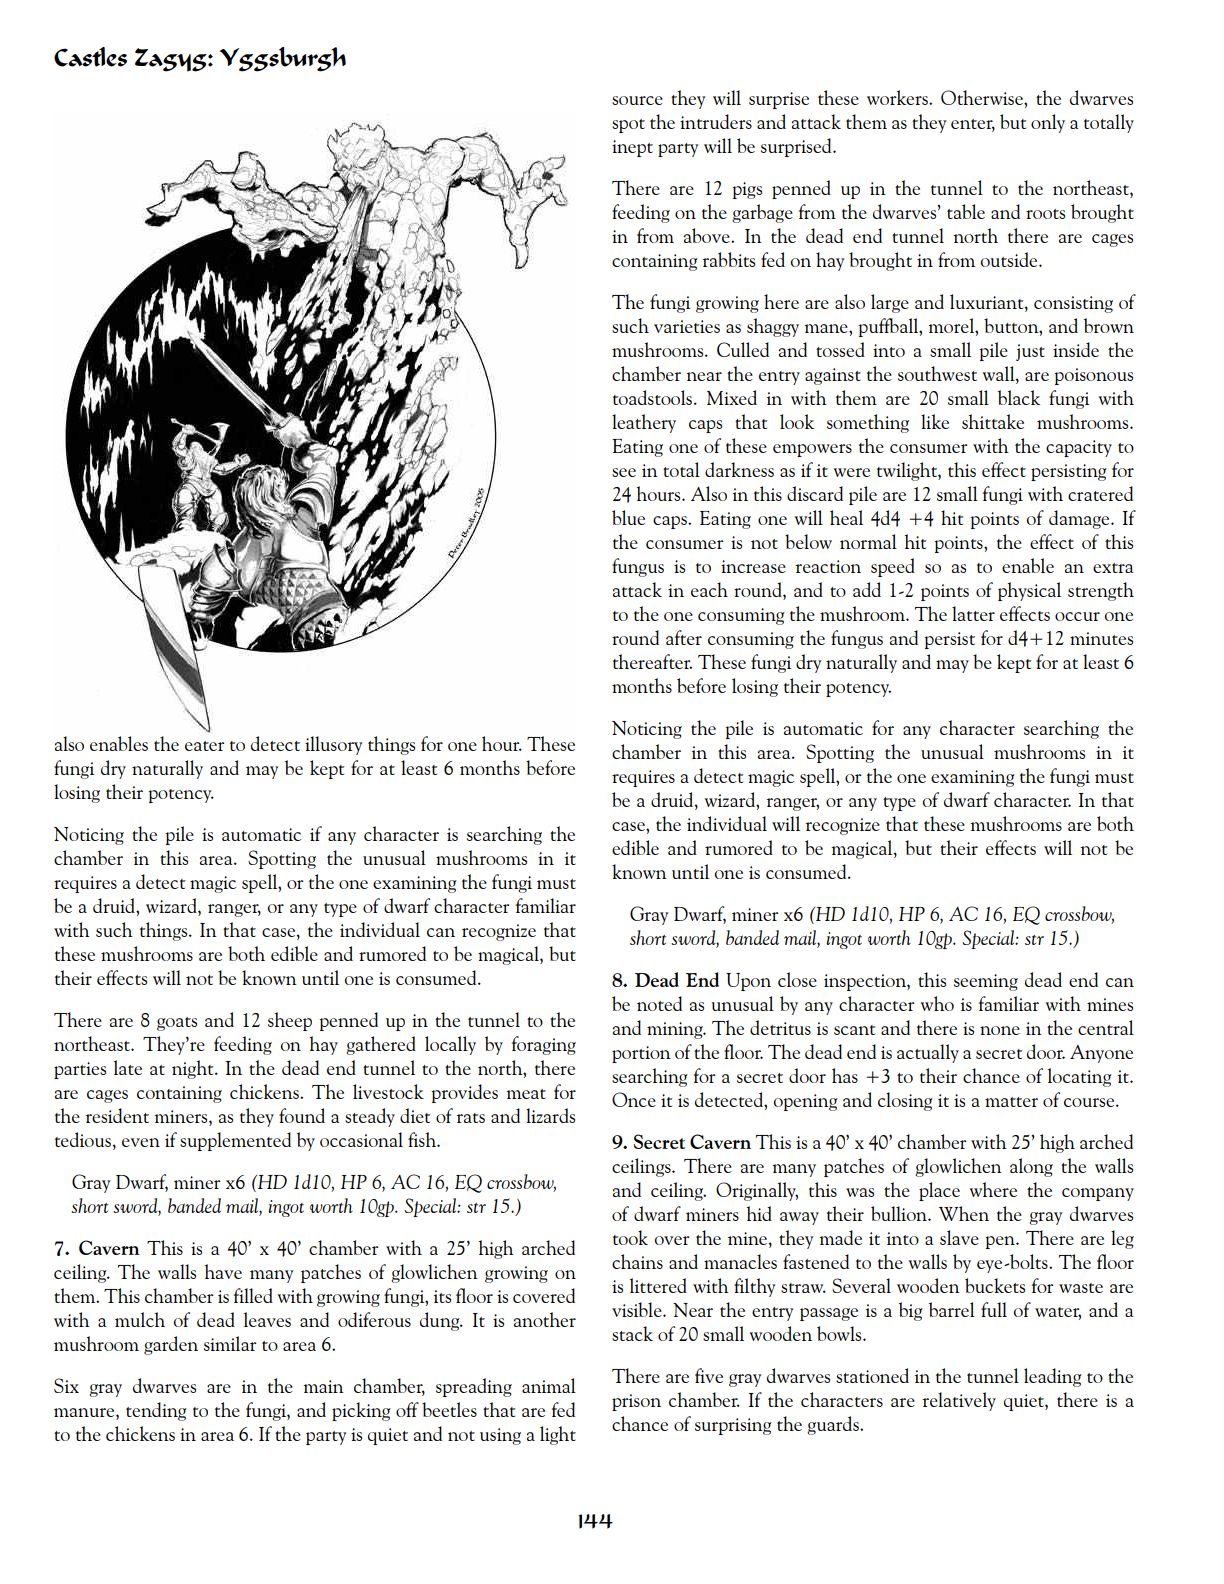 Castles Zagyg: Yggsburgh
Peter Bradley 2005
also enables the eater to detect illusory things for one hour. These
fungi dry naturally and may be kept for at least 6 months before
losing their potency.
Noticing the pile is automatic if any character is searching the
chamber in this area. Spotting the unusual mushrooms in it
requires a detect magic spell, or the one examining the fungi must
be a druid, wizard, ranger, or any type of dwarf character familiar
with such things. In that case, the individual can recognize that
these mushrooms are both edible and rumored to be magical, but
their effects will not be known until one is consumed.
There are 8 goats and 12 sheep penned up in the tunnel to the
northeast. They're feeding on hay gathered locally by foraging
parties late at night. In the dead end tunnel to the north, there
are cages containing chickens. The livestock provides meat for
the resident miners, as they found a steady diet of rats and lizards
tedious, even if supplemented by occasional fish.
Gray Dwarf, miner x6 (HD 1d10, HP 6, AC 16, EQ crossbow,
short sword, banded mail, ingot worth 10gp. Special: str 15.)
7. Cavern This is a 40' x 40' chamber with a 25' high arched
ceiling. The walls have many patches of glowlichen growing on
them. This chamber is filled with growing fungi, its floor is covered
with a mulch of dead leaves and odiferous dung. It is another
mushroom garden similar to area 6.
Six gray dwarves are in the main chamber, spreading animal
manure, tending to the fungi, and picking off beetles that are fed
to the chickens in area 6. If the party is quiet and not using a light
source they will surprise these workers. Otherwise, the dwarves
spot the intruders and attack them as they enter, but only a totally
inept party will be surprised.
There are 12 pigs penned up in the tunnel to the northeast,
feeding on the garbage from the dwarves' table and roots brought
in from above. In the dead end tunnel north there are cages
containing rabbits fed on hay brought in from outside.
The fungi growing here are also large and luxuriant, consisting of
such varieties as shaggy mane, puffball, morel, button, and brown
mushrooms. Culled and tossed into a small pile just inside the
chamber near the entry against the southwest wall, are poisonous
toadstools. Mixed in with them are 20 small black fungi with
leathery caps that look something like shittake mushrooms.
Eating one of these empowers the consumer with the capacity to
see in total darkness as if it were twilight, this effect persisting for
24 hours. Also in this discard pile are 12 small fungi with cratered
blue caps. Eating one will heal 4d4 +4 hit points of damage. If
the consumer is not below normal hit points, the effect of this
fungus is to increase reaction speed so as to enable an extra
attack in each round, and to add 1-2 points of physical strength
to the one consuming the mushroom. The latter effects occur one
round after consuming the fungus and persist for d4+12 minutes
thereafter. These fungi dry naturally and may be kept for at least 6
months before losing their potency.
Noticing the pile is automatic for any character searching the
chamber in this area. Spotting the unusual mushrooms in it
requires a detect magic spell, or the one examining the fungi must
be a druid, wizard, ranger, or any type of dwarf character. In that
case, the individual will recognize that these mushrooms are both
edible and rumored to be magical, but their effects will not be
known until one is consumed.
Gray Dwarf, miner x6 (HD 1d10, HP 6, AC 16, EQ crossbow,
short sword, banded mail, ingot worth 10gp. Special: str 15.)
8. Dead End Upon close inspection, this seeming dead end can
be noted as unusual by any character who is familiar with mines
and mining. The detritus is scant and there is none in the central
portion of the floor. The dead end is actually a secret door. Anyone
searching for a secret door has +3 to their chance of locating it.
Once it is detected, opening and closing it is a matter of course.
9. Secret Cavern This is a 40' x 40' chamber with 25' high arched
ceilings. There are many patches of glowlichen along the walls
and ceiling. Originally, this was the place where the company
of dwarf miners hid away their bullion. When the gray dwarves
took over the mine, they made it into a slave pen. There are leg
chains and manacles fastened to the walls by eye-bolts. The floor
is littered with filthy straw. Several wooden buckets for waste are
visible. Near the entry passage is a big barrel full of water, and a
stack of 20 small wooden bowls.
There are five gray dwarves stationed in the tunnel leading to the
prison chamber. If the characters are relatively quiet, there is a
chance of surprising the guards.
144